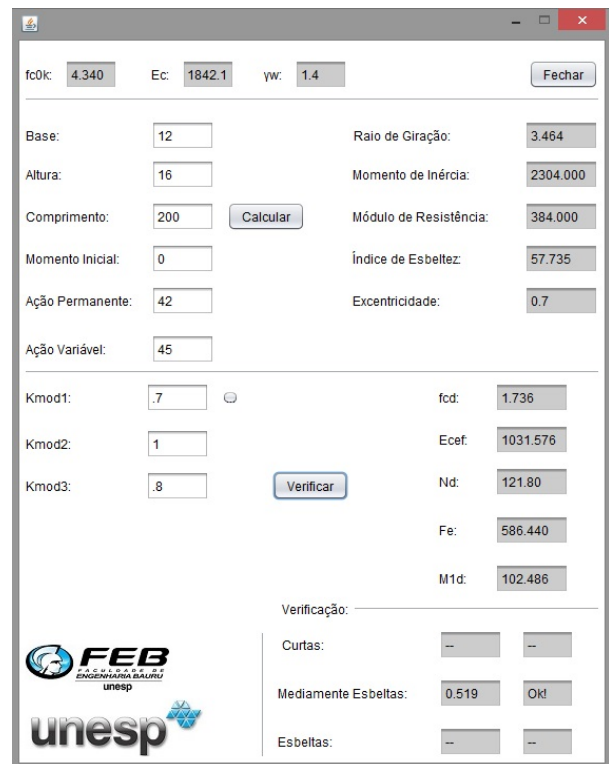 fc0k: 4.340 Ec: 1842.1 γw: 1.4 Fechar
Base: 12 Raio de Giração: 3.464
Altura: 16 Momento de Inércia: 2304.000
Comprimento: 200 Calcular Módulo de Resistência: 384.000
Momento Inicial: 0 Índice de Esbeltez: 57.735
Ação Permanente: 42 Excentricidade: 0.7
Ação Variável: 45
Kmod1: .7 fcd: 1.736
Kmod2: 1 Ecef: 1031.576
Kmod3: .8 Verificar Nd: 121.80
Fe: 586.440
M1d: 102.486
Verificação:
Curtas: -- --
Mediamente Esbeltas: 0.519 Ok!
Esbeltas: -- --
FEB
FACULDADE DE
ENGENHARIA BAURU
unesp
unesp